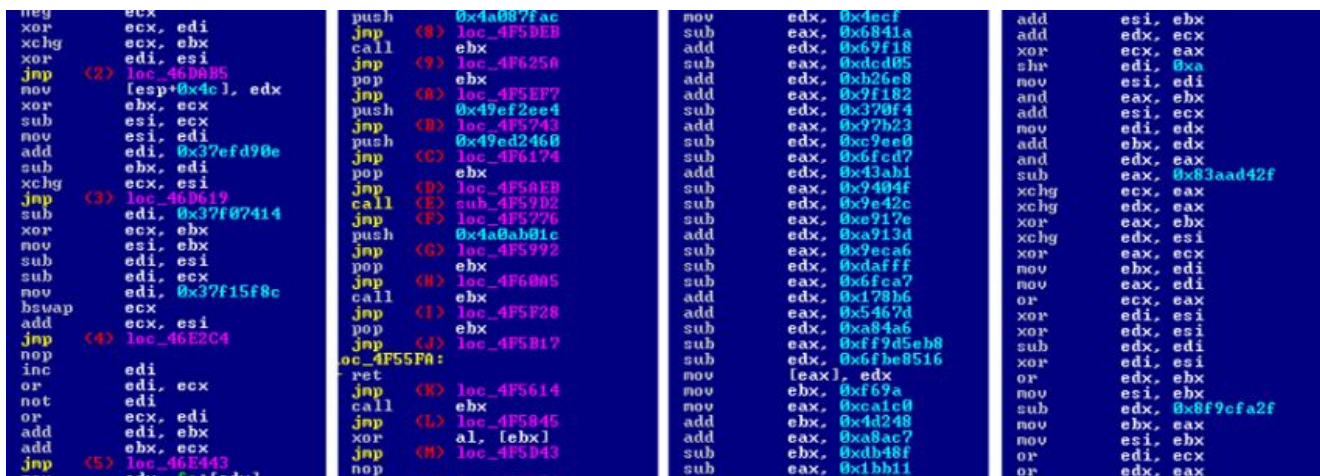 neg ecx
xor ecx, edi
xchg ecx, ebx
xor edi, esi
jmp (2) loc_46DAB5
mov [esp+0x4c], edx
xor ebx, ecx
sub esi, ecx
mov esi, edi
add edi, 0x37efd90e
sub ebx, edi
xchg ecx, esi
jmp (3) loc_46D619
sub edi, 0x37f07414
xor ecx, ebx
mov esi, ebx
sub edi, esi
sub edi, ecx
mov edi, 0x37f15f8c
bswap ecx
add ecx, esi
jmp (4) loc_46E2C4
nop
inc edi
or edi, ecx
not edi
or ecx, edi
add edi, ebx
add ebx, ecx
jmp (5) loc_46E443
push 0x4a087fac
jmp (8) loc_4F5DEB
call ebx
jmp (9) loc_4F625A
pop ebx
jmp (A) loc_4F5EF7
push 0x49ef2ee4
jmp (B) loc_4F5743
push 0x49ed2460
jmp (C) loc_4F6174
pop ebx
jmp (D) loc_4F5AEB
call (E) sub_4F59D2
jmp (F) loc_4F5776
push 0x4a0ab01c
jmp (G) loc_4F5992
pop ebx
jmp (H) loc_4F60A5
call ebx
jmp (I) loc_4F5F28
pop ebx
jmp (J) loc_4F5B17
oc_4F55FA:
ret
jmp (K) loc_4F5614
call ebx
jmp (L) loc_4F5845
xor al, [ebx]
jmp (M) loc_4F5D43
nop
mov edx, 0x4ecf
sub eax, 0x6841a
add edx, 0x69f18
sub eax, 0xdcd05
add edx, 0xb26e8
add eax, 0x9f182
sub edx, 0x370f4
add eax, 0x97b23
sub edx, 0xc9ee0
sub eax, 0x6fcd7
add edx, 0x43ab1
sub eax, 0x9404f
sub edx, 0x9e42c
sub eax, 0xe917e
add edx, 0xa913d
sub eax, 0x9eca6
sub edx, 0xdafff
sub eax, 0x6fca7
add edx, 0x178b6
add eax, 0x5467d
sub edx, 0xa84a6
sub eax, 0xff9d5eb8
sub edx, 0x6fbe8516
mov [eax], edx
mov ebx, 0xf69a
mov eax, 0xca1c0
add ebx, 0x4d248
add eax, 0xa8ac7
add ebx, 0xdb48f
sub eax, 0x1bb11
add esi, ebx
add edx, ecx
xor ecx, eax
shr edi, 0xa
mov esi, edi
and eax, ebx
add esi, ecx
add ebx, edx
and edx, eax
sub eax, 0x83aad42f
xchg ecx, eax
xchg edx, eax
xor eax, ebx
xchg edx, esi
xor eax, ecx
mov ebx, edi
mov eax, edi
or ecx, eax
xor edx, esi
sub edx, edi
xor edi, esi
or edx, ebx
mov esi, ebx
sub edx, 0x8f9cfa2f
mov ebx, eax
mov esi, ebx
or edi, ecx
or edx, eax